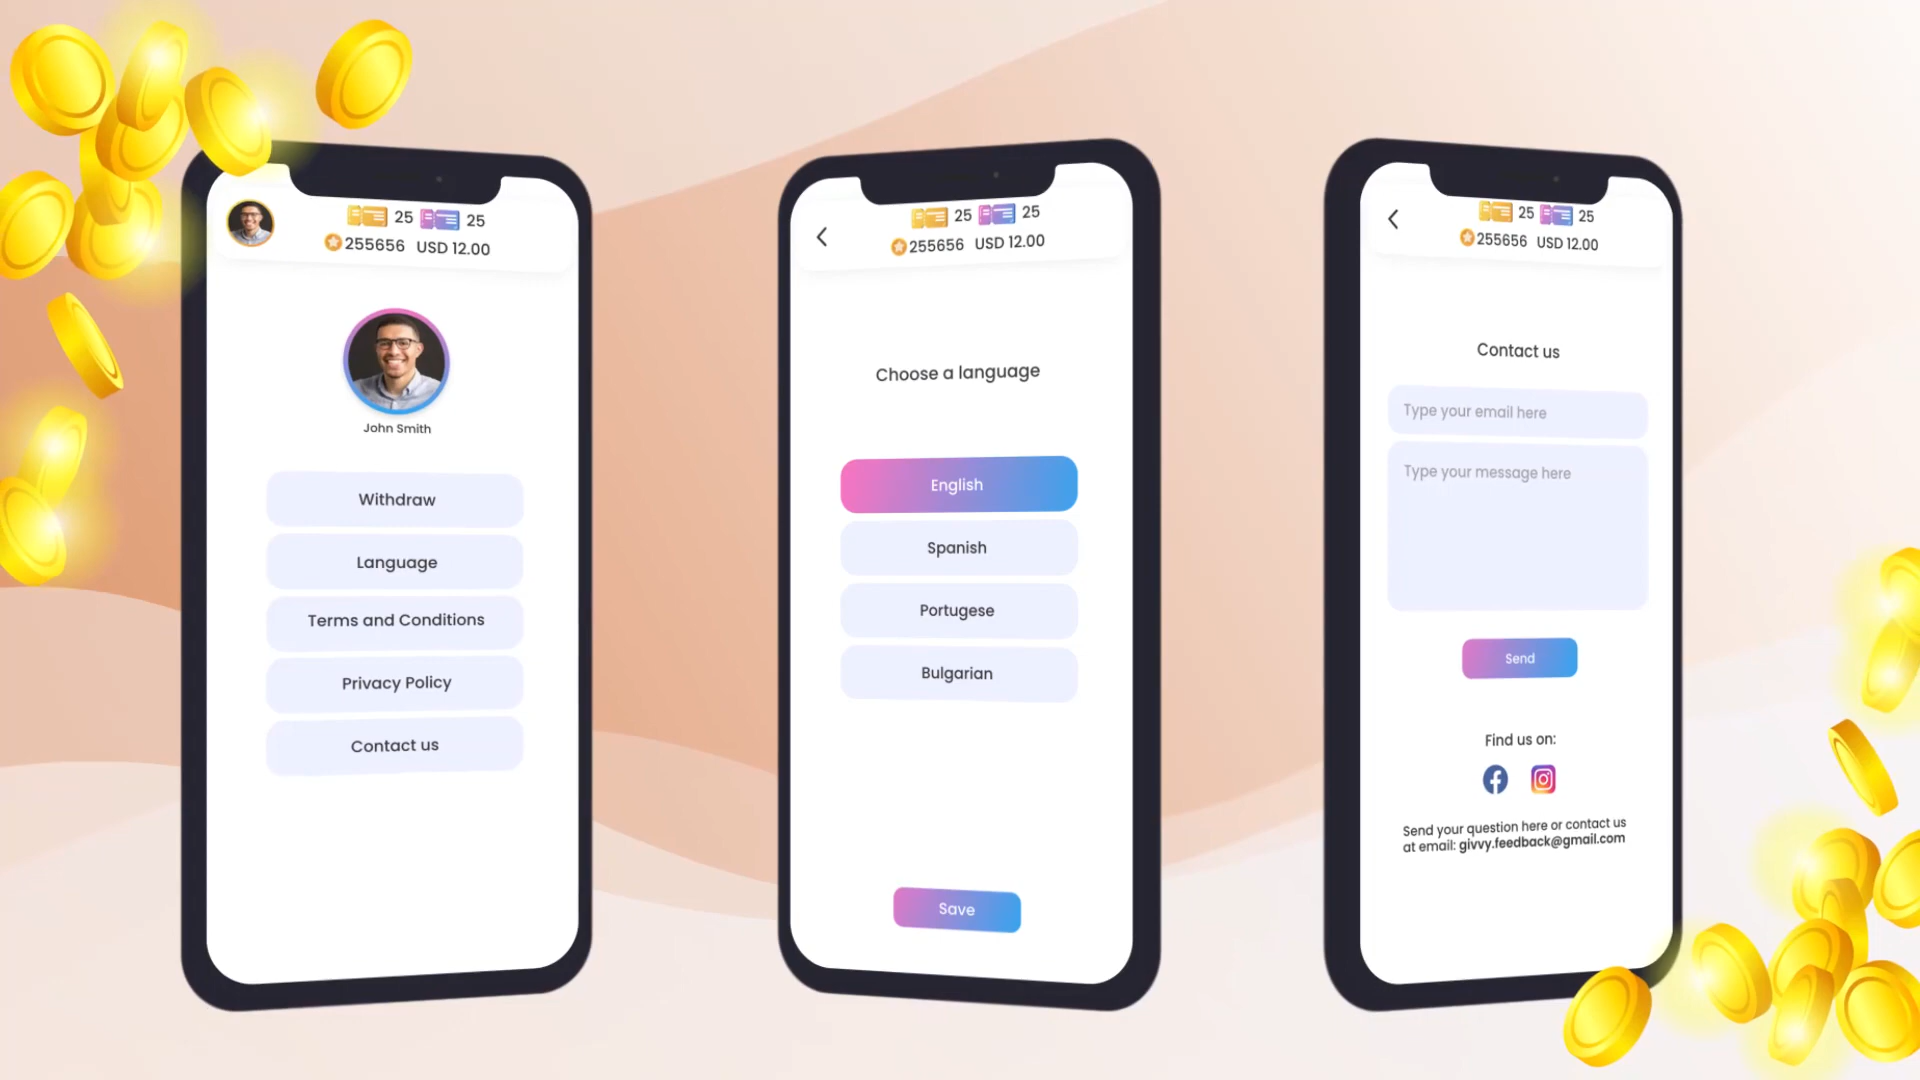 25 25
255656 USD 12.00
John Smith
Withdraw
Language
Terms and Conditions
Privacy Policy
Contact us
25 25
255656 USD 12.00
Choose a language
English
Spanish
Portugese
Bulgarian
Save
25 25
255656 USD 12.00
Contact us
Type your email here
Type your message here
Send
Find us on:
Send your question here or contact us
at email: givvy.feedback@gmail.com